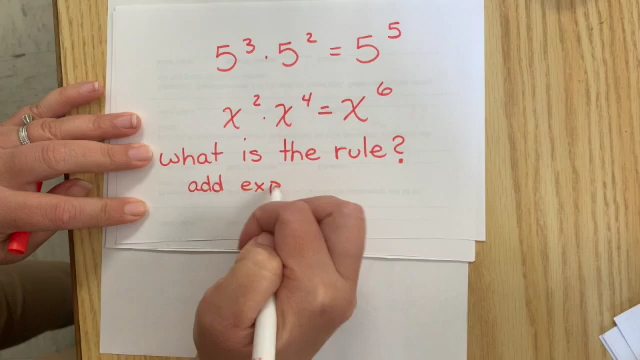 5³ · 5² = 5⁵
x² · x⁴ = x⁶
what is the rule?
add exp